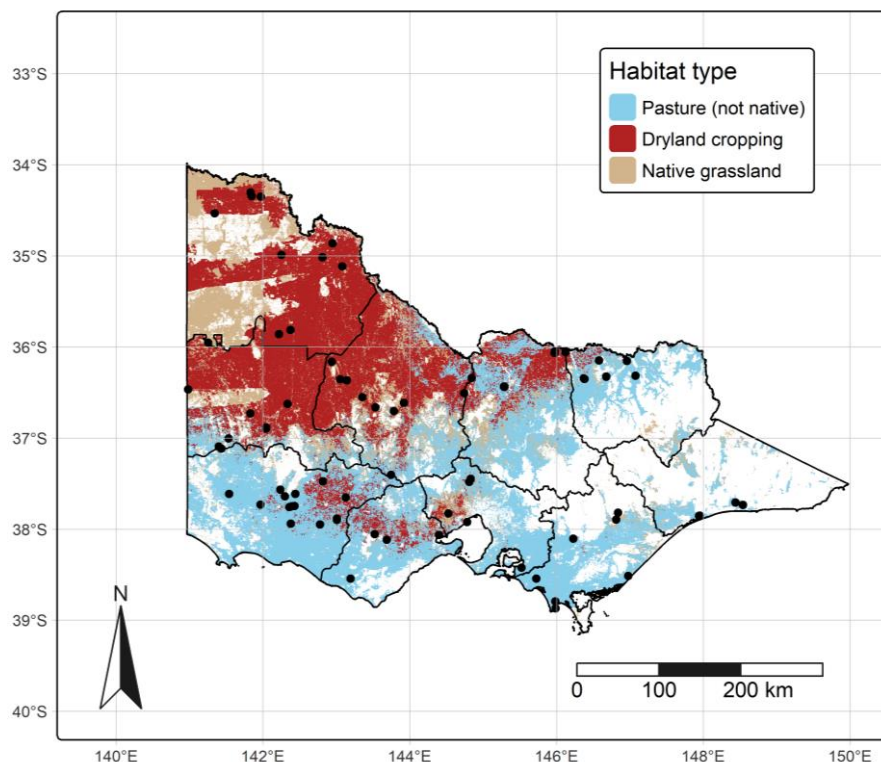 Habitat type
Pasture (not native)
Dryland cropping
Native grassland
33°S
34°S
35°S
36°S
37°S
38°S
39°S
40°S
N
0 100 200 km
140°E 142°E 144°E 146°E 148°E 150°E